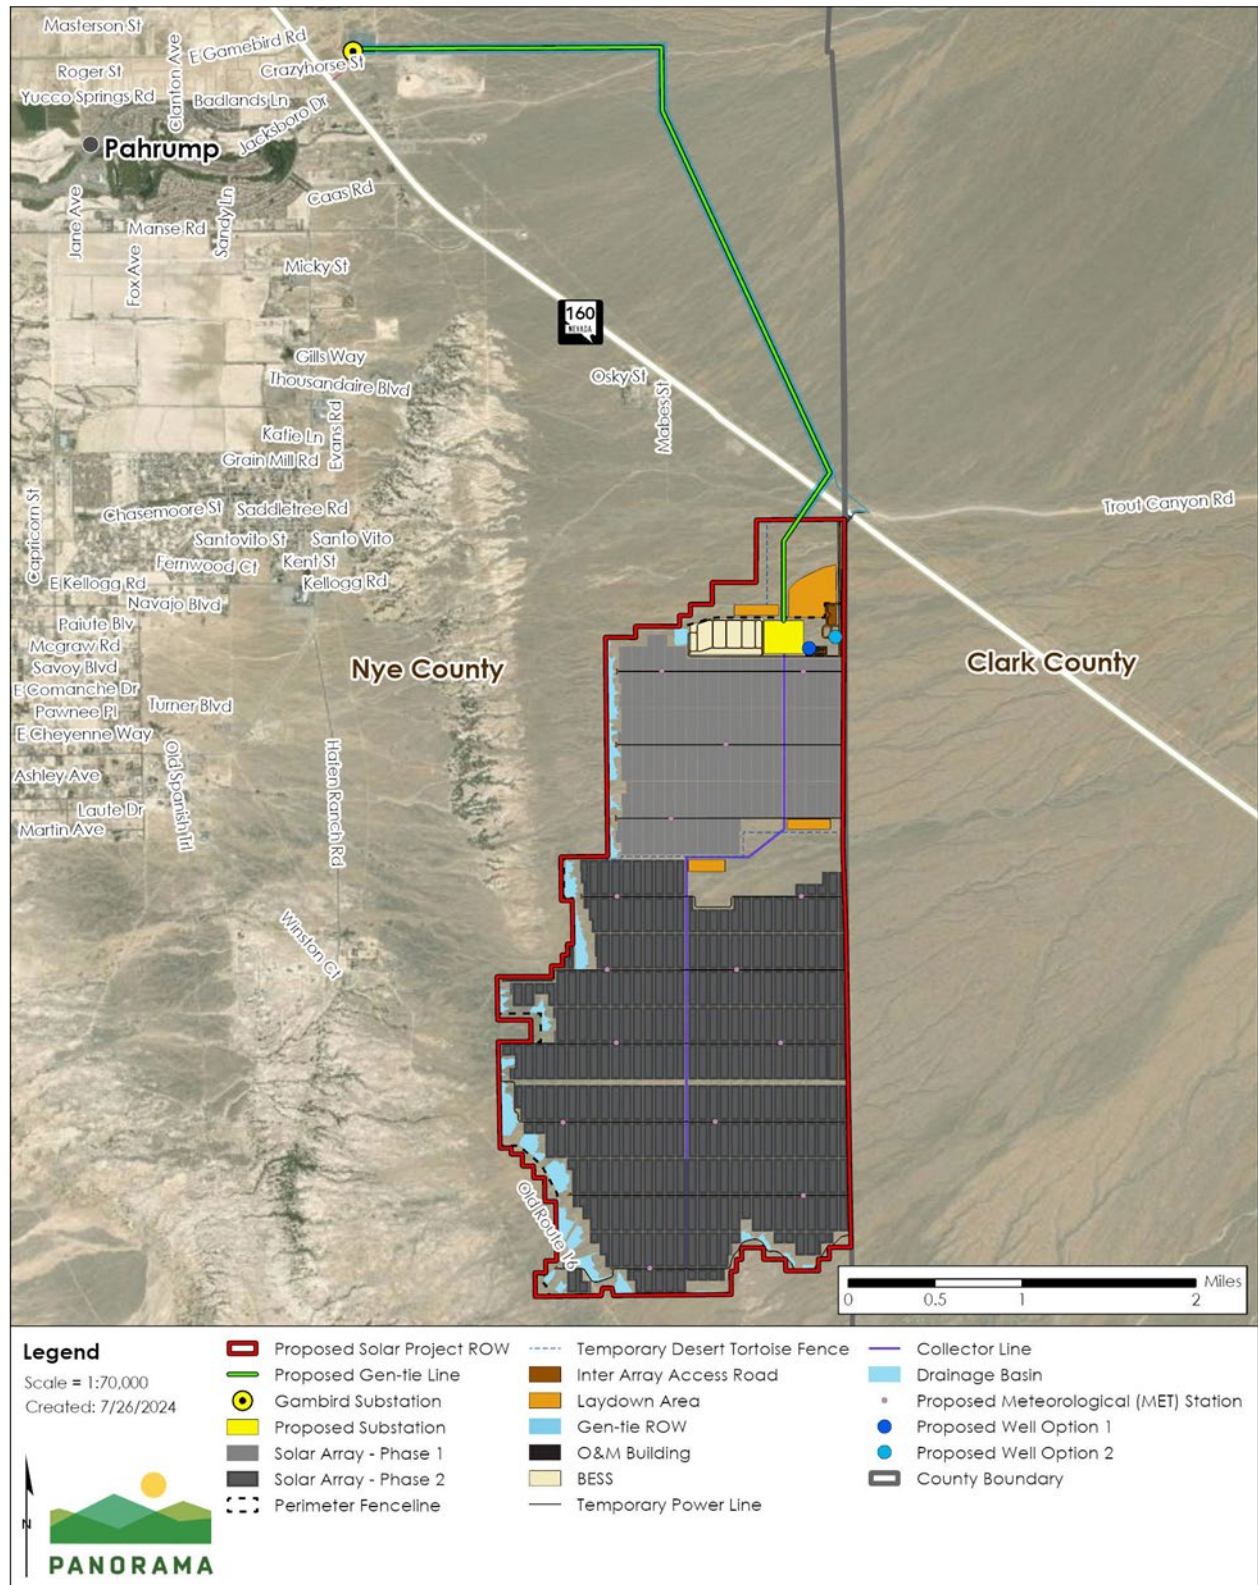 Masterson St
E Gamebird Rd
Clanton Ave
Roger St
Crazyhorse St
Yucco Springs Rd
Badlands Ln
Jacksboro Dr
Pahrump
Caas Rd
Jane Ave
Manse Rd
Sandy Ln
Fox Ave
Micky St
160
NEVADA
Gills Way
Osky St
Thousandaire Blvd
Mabes St
Katie Ln
Evans Rd
Grain Mill Rd
Capricorn St
Chasemoore St
Saddletree Rd
Trout Canyon Rd
Santovito St
Santo Vito
Fernwood Ct
Kent St
E Kellogg Rd
Kellogg Rd
Navajo Blvd
Paiute Blv
Mcgraw Rd
Savoy Blvd
Nye County
Clark County
E Comanche Dr
Turner Blvd
Pawnee Pl
E Cheyenne Way
Old Spanish Trl
Hafen Ranch Rd
Ashley Ave
Laute Dr
Martin Ave
Winston Ct
Old Route 16
Miles
0 0.5 1 2
Legend
Scale = 1:70,000
Created: 7/26/2024
N
PANORAMA
Proposed Solar Project ROW
Proposed Gen-tie Line
Gambird Substation
Proposed Substation
Solar Array - Phase 1
Solar Array - Phase 2
Perimeter Fenceline
Temporary Desert Tortoise Fence
Inter Array Access Road
Laydown Area
Gen-tie ROW
O&M Building
BESS
Temporary Power Line
Collector Line
Drainage Basin
Proposed Meteorological (MET) Station
Proposed Well Option 1
Proposed Well Option 2
County Boundary